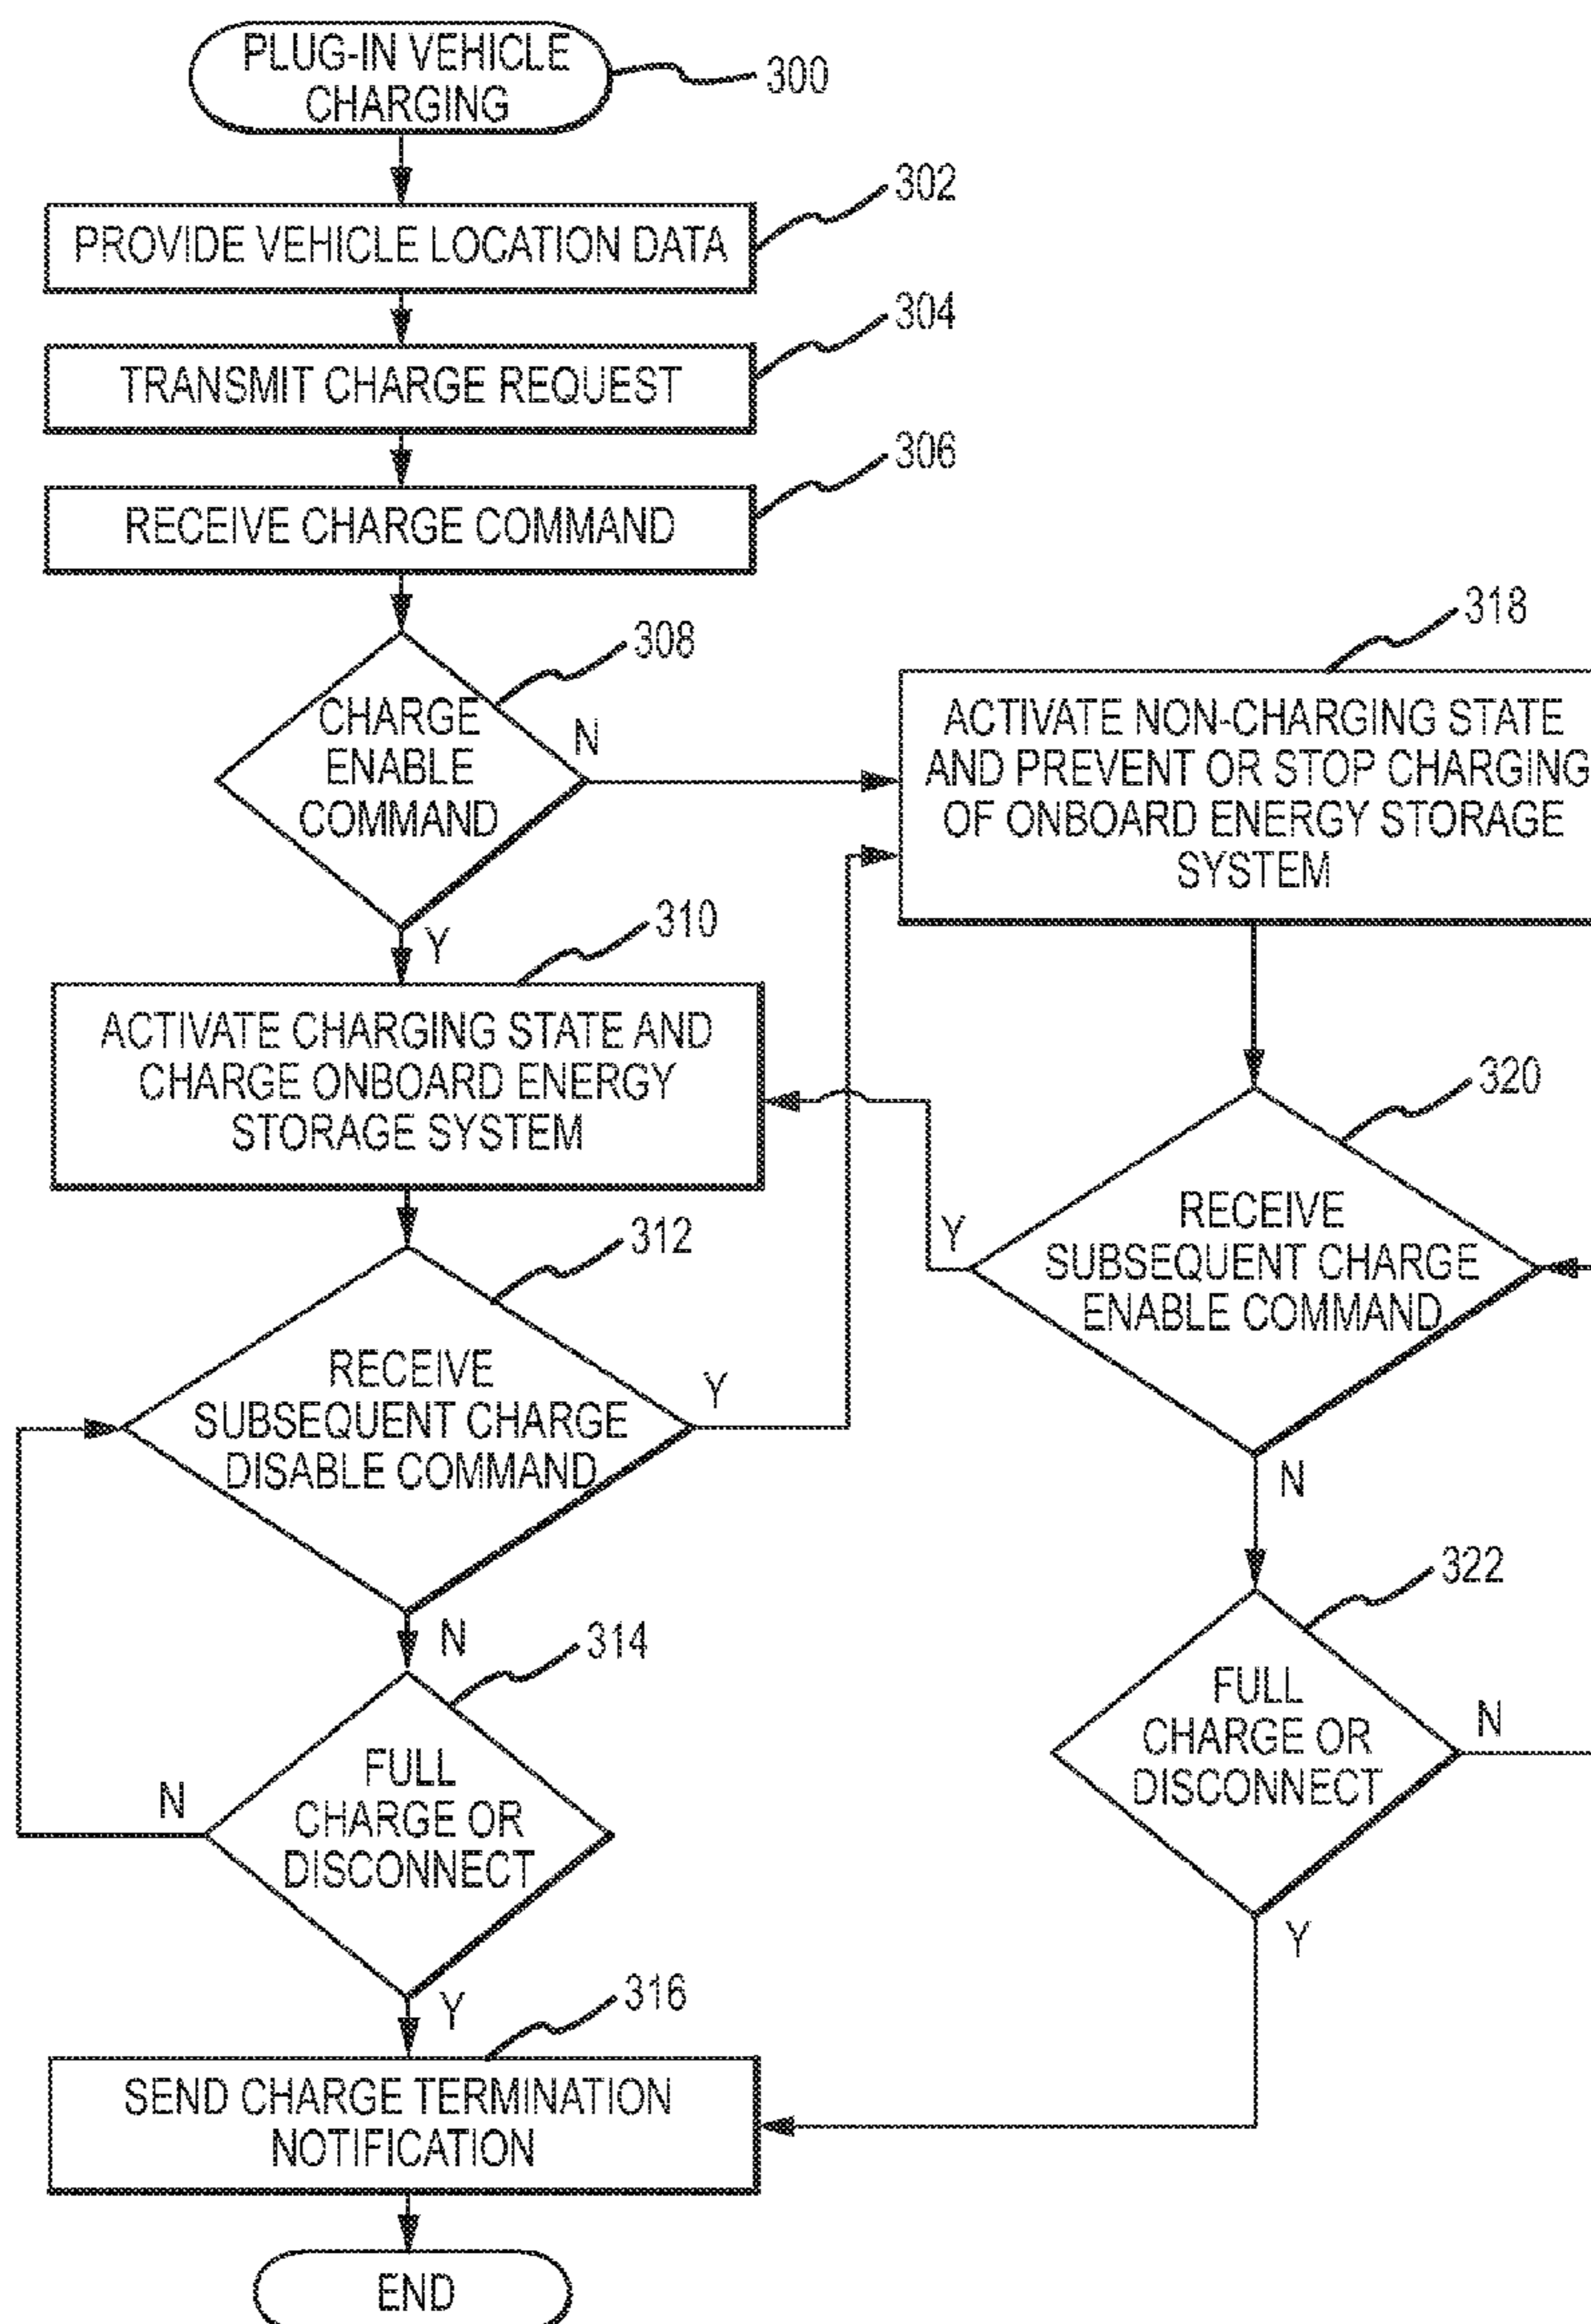 PLUG-IN VEHICLE
CHARGING
300
PROVIDE VEHICLE LOCATION DATA
302
TRANSMIT CHARGE REQUEST
304
RECEIVE CHARGE COMMAND
306
CHARGE
ENABLE
COMMAND
308
N
Y
ACTIVATE CHARGING STATE AND
CHARGE ONBOARD ENERGY
STORAGE SYSTEM
310
RECEIVE
SUBSEQUENT CHARGE
DISABLE COMMAND
312
Y
N
FULL
CHARGE OR
DISCONNECT
314
N
Y
SEND CHARGE TERMINATION
NOTIFICATION
316
END
ACTIVATE NON-CHARGING STATE
AND PREVENT OR STOP CHARGING
OF ONBOARD ENERGY STORAGE
SYSTEM
318
RECEIVE
SUBSEQUENT CHARGE
ENABLE COMMAND
320
Y
N
FULL
CHARGE OR
DISCONNECT
322
N
Y